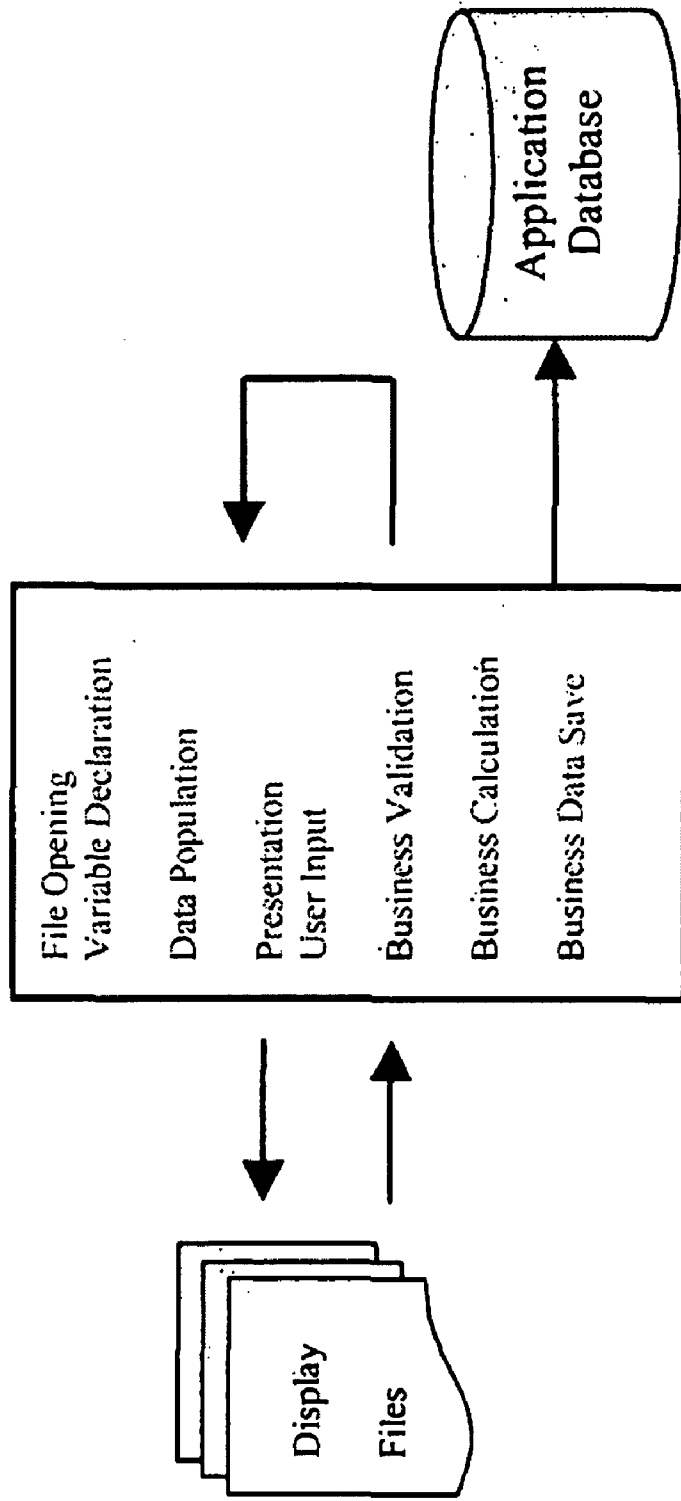 Display
Files
File Opening
Variable Declaration
Data Population
Presentation
User Input
Business Validation
Business Calculation
Business Data Save
Application
Database